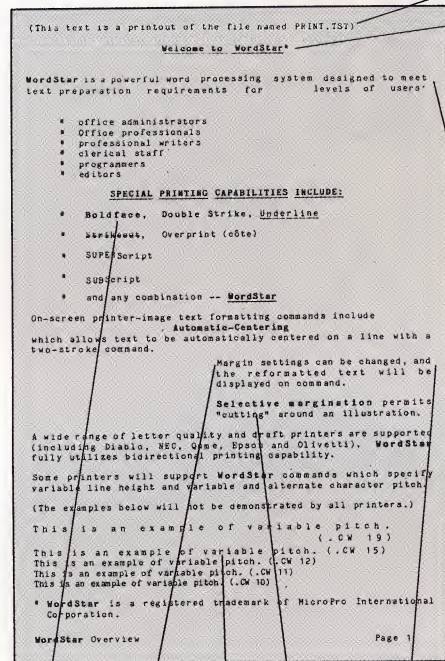 (This text is a printout of the file named PRINT.TST)
Welcome to WordStar*
WordStar is a powerful word processing system designed to meet
text preparation requirements for levels of users'
* office administrators
* Office professionals
* professional writers
* clerical staff
* programmers
* editors
SPECIAL PRINTING CAPABILITIES INCLUDE:
* Boldface, Double Strike, Underline
* Strikeout, Overprint (côte)
* SUPERScript
* SUBScript
* and any combination -- WordStar
On-screen printer-image text formatting commands include
Automatic-Centering
which allows text to be automatically centered on a line with a
two-stroke command.
Margin settings can be changed, and
the reformatted text will be
displayed on command.
Selective margination permits
"cutting" around an illustration.
A wide range of letter quality and draft printers are supported
(including Diablo, NEC, Qume, Epson and Olivetti), WordStar
fully utilizes bidirectional printing capability.
Some printers will support WordStar commands which specify
variable line height and variable and alternate character pitch.
(The examples below will not be demonstrated by all printers.)
This is an example of variable pitch.
(.CW 19)
This is an example of variable pitch. (.CW 15)
This is an example of variable pitch. (.CW 12)
This is an example of variable pitch. (.CW 11)
This is an example of variable pitch. (.CW 10)
* WordStar is a registered trademark of MicroPro International
Corporation.
WordStar Overview Page 1